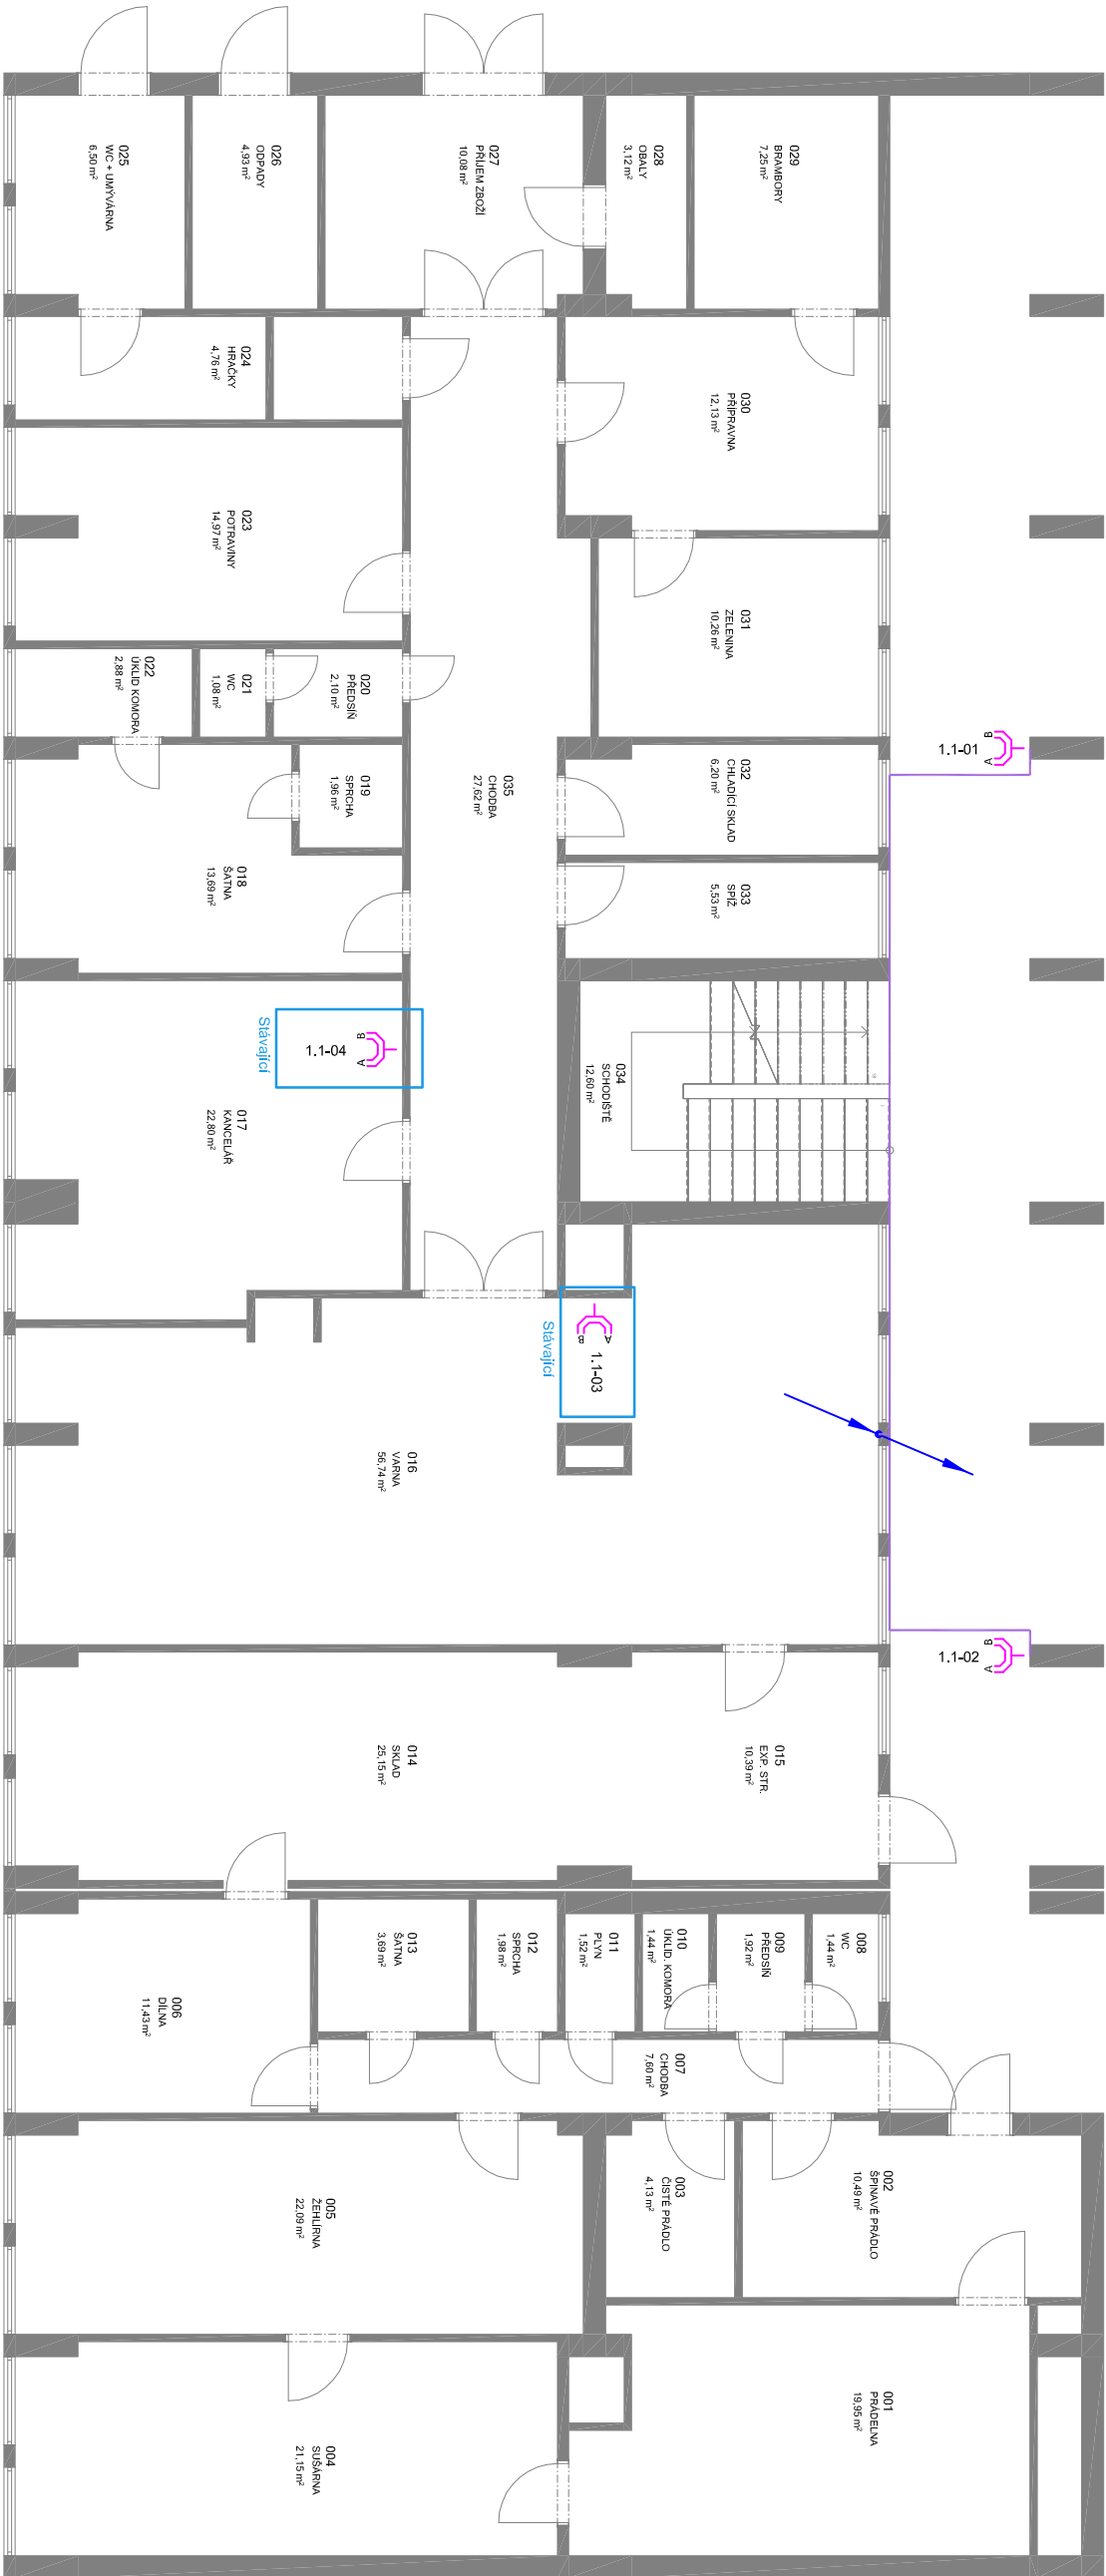 025
WC + UMÝVÁRNA
6,50 m²
026
ODPADY
4,93 m²
027
PŘÍJEM ZBOŽÍ
10,08 m²
028
OBALY
3,12 m²
029
BRAMBORY
7,25 m²
024
HRAČKY
4,76 m²
030
PŘÍPRAVNA
12,13 m²
023
POTRAVINY
14,97 m²
031
ZELENINA
10,26 m²
022
ÚKLID KOMORA
2,88 m²
021
WC
1,08 m²
020
PŘEDSÍŇ
2,10 m²
019
SPRCHA
1,96 m²
035
CHODBA
27,62 m²
032
CHLADÍCÍ SKLAD
6,20 m²
1.1-01
B
A
018
ŠATNA
13,69 m²
033
SPÍŽ
5,53 m²
Stávající
1.1-04
B
A
034
SCHODIŠTĚ
12,60 m²
017
KANCELÁŘ
22,80 m²
Stávající
1.1-03
A
B
016
VARNA
56,74 m²
1.1-02
B
A
014
SKLAD
25,15 m²
015
EXP. STR.
10,39 m²
006
DÍLNA
11,43 m²
013
ŠATNA
3,69 m²
012
SPRCHA
1,98 m²
011
PLYN
1,52 m²
010
ÚKLID. KOMORA
1,44 m²
009
PŘEDSÍŇ
1,92 m²
008
WC
1,44 m²
007
CHODBA
7,60 m²
005
ŽEHLÍRNA
22,09 m²
003
ČISTÉ PRÁDLO
4,13 m²
002
ŠPINAVÉ PRÁDLO
10,49 m²
004
SUŠÁRNA
21,15 m²
001
PRÁDELNA
19,95 m²